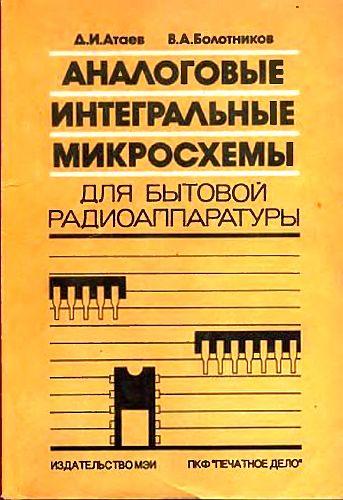 Д.И.Атаев В.А.Болотников
АНАЛОГОВЫЕ
ИНТЕГРАЛЬНЫЕ
МИКРОСХЕМЫ
ДЛЯ БЫТОВОЙ
РАДИОАППАРАТУРЫ
ИЗДАТЕЛЬСТВО МЭИ ПКФ "ПЕЧАТНОЕ ДЕЛО"